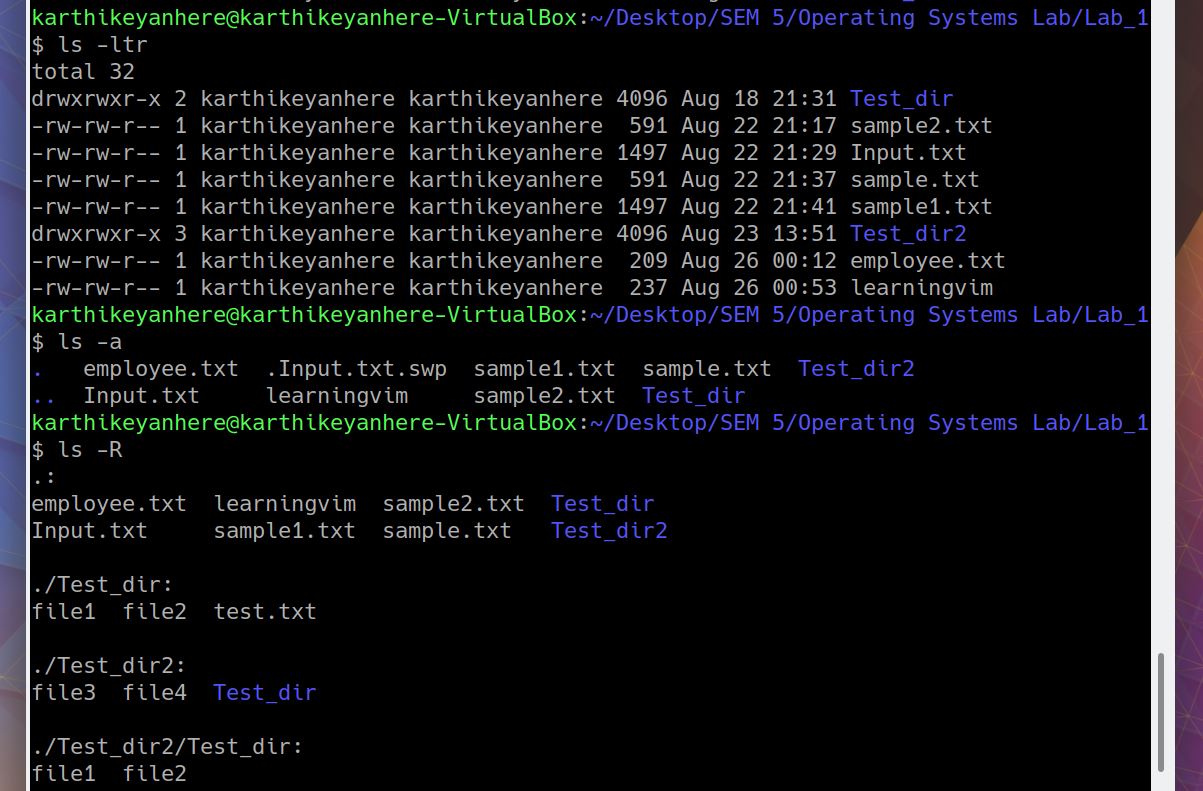 karthikeyanhere@karthikeyanhere-VirtualBox:~/Desktop/SEM 5/Operating Systems Lab/Lab_1
$ ls -ltr
total 32
drwxrwxr-x 2 karthikeyanhere karthikeyanhere 4096 Aug 18 21:31 Test_dir
-rw-rw-r-- 1 karthikeyanhere karthikeyanhere  591 Aug 22 21:17 sample2.txt
-rw-rw-r-- 1 karthikeyanhere karthikeyanhere 1497 Aug 22 21:29 Input.txt
-rw-rw-r-- 1 karthikeyanhere karthikeyanhere  591 Aug 22 21:37 sample.txt
-rw-rw-r-- 1 karthikeyanhere karthikeyanhere 1497 Aug 22 21:41 sample1.txt
drwxrwxr-x 3 karthikeyanhere karthikeyanhere 4096 Aug 23 13:51 Test_dir2
-rw-rw-r-- 1 karthikeyanhere karthikeyanhere  209 Aug 26 00:12 employee.txt
-rw-rw-r-- 1 karthikeyanhere karthikeyanhere  237 Aug 26 00:53 learningvim
karthikeyanhere@karthikeyanhere-VirtualBox:~/Desktop/SEM 5/Operating Systems Lab/Lab_1
$ ls -a
.   employee.txt  .Input.txt.swp  sample1.txt  sample.txt  Test_dir2
..  Input.txt     learningvim     sample2.txt  Test_dir
karthikeyanhere@karthikeyanhere-VirtualBox:~/Desktop/SEM 5/Operating Systems Lab/Lab_1
$ ls -R
.:
employee.txt  learningvim  sample2.txt  Test_dir
Input.txt     sample1.txt  sample.txt   Test_dir2

./Test_dir:
file1  file2  test.txt

./Test_dir2:
file3  file4  Test_dir

./Test_dir2/Test_dir:
file1  file2